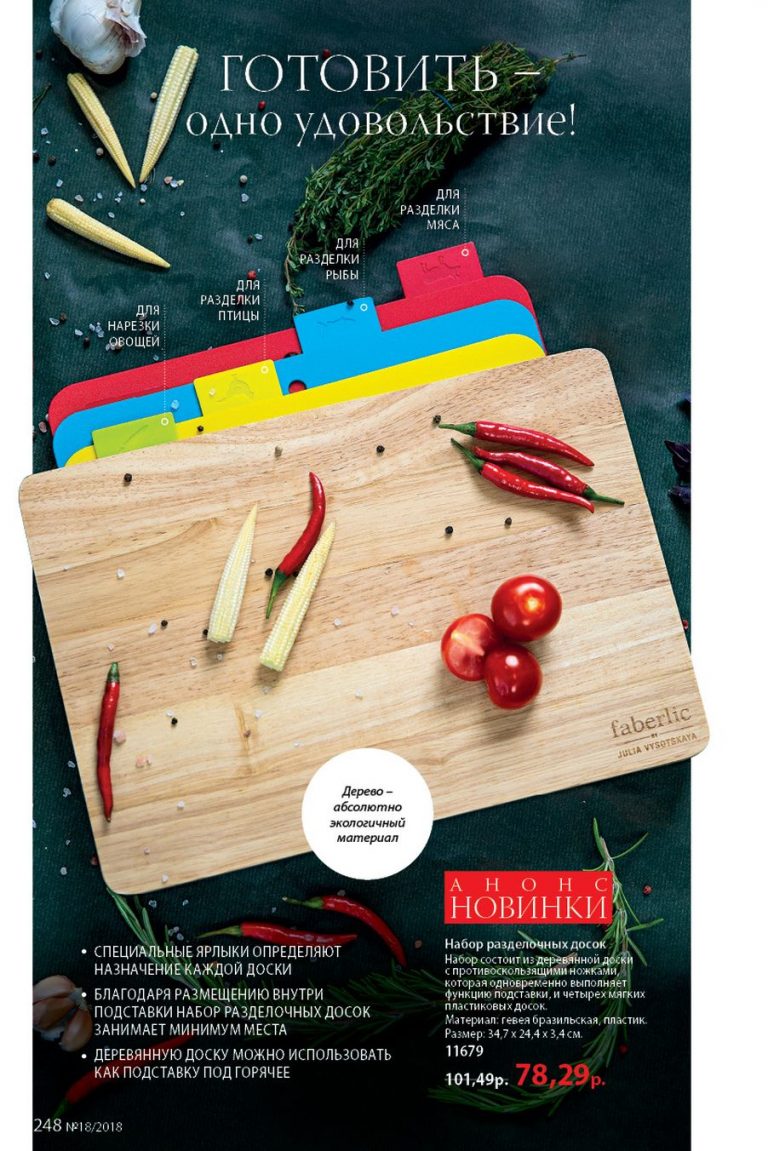 ГОТОВИТЬ –
одно удовольствие!
ДЛЯ
РАЗДЕЛКИ
МЯСА
ДЛЯ
РАЗДЕЛКИ
РЫБЫ
ДЛЯ
РАЗДЕЛКИ
ПТИЦЫ
ДЛЯ
НАРЕЗКИ
ОВОЩЕЙ
faberlic
BY
JULIA VYSOTSKAYA
Дерево –
абсолютно
экологичный
материал
• СПЕЦИАЛЬНЫЕ ЯРЛЫКИ ОПРЕДЕЛЯЮТ
НАЗНАЧЕНИЕ КАЖДОЙ ДОСКИ
• БЛАГОДАРЯ РАЗМЕЩЕНИЮ ВНУТРИ
ПОДСТАВКИ НАБОР РАЗДЕЛОЧНЫХ ДОСОК
ЗАНИМАЕТ МИНИМУМ МЕСТА
• ДЕРЕВЯННУЮ ДОСКУ МОЖНО ИСПОЛЬЗОВАТЬ
КАК ПОДСТАВКУ ПОД ГОРЯЧЕЕ
АНОНС
НОВИНКИ
Набор разделочных досок
Набор состоит из деревянной доски
с противоскользящими ножками,
которая одновременно выполняет
функцию подставки, и четырех мягких
пластиковых досок.
Материал: гевея бразильская, пластик.
Размер: 34,7 х 24,4 х 3,4 см.
11679
101,49р. 78,29р.
248 №18/2018